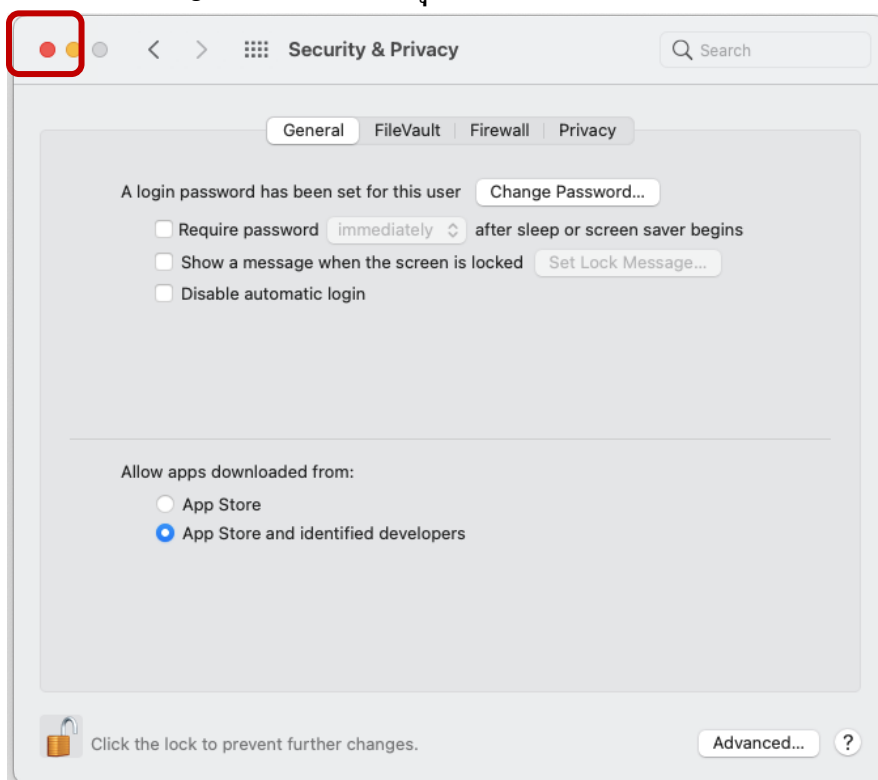 Security & Privacy
Search
General FileVault Firewall Privacy
A login password has been set for this user Change Password...
Require password immediately after sleep or screen saver begins
Show a message when the screen is locked Set Lock Message...
Disable automatic login
Allow apps downloaded from:
App Store
App Store and identified developers
Click the lock to prevent further changes.
Advanced... ?